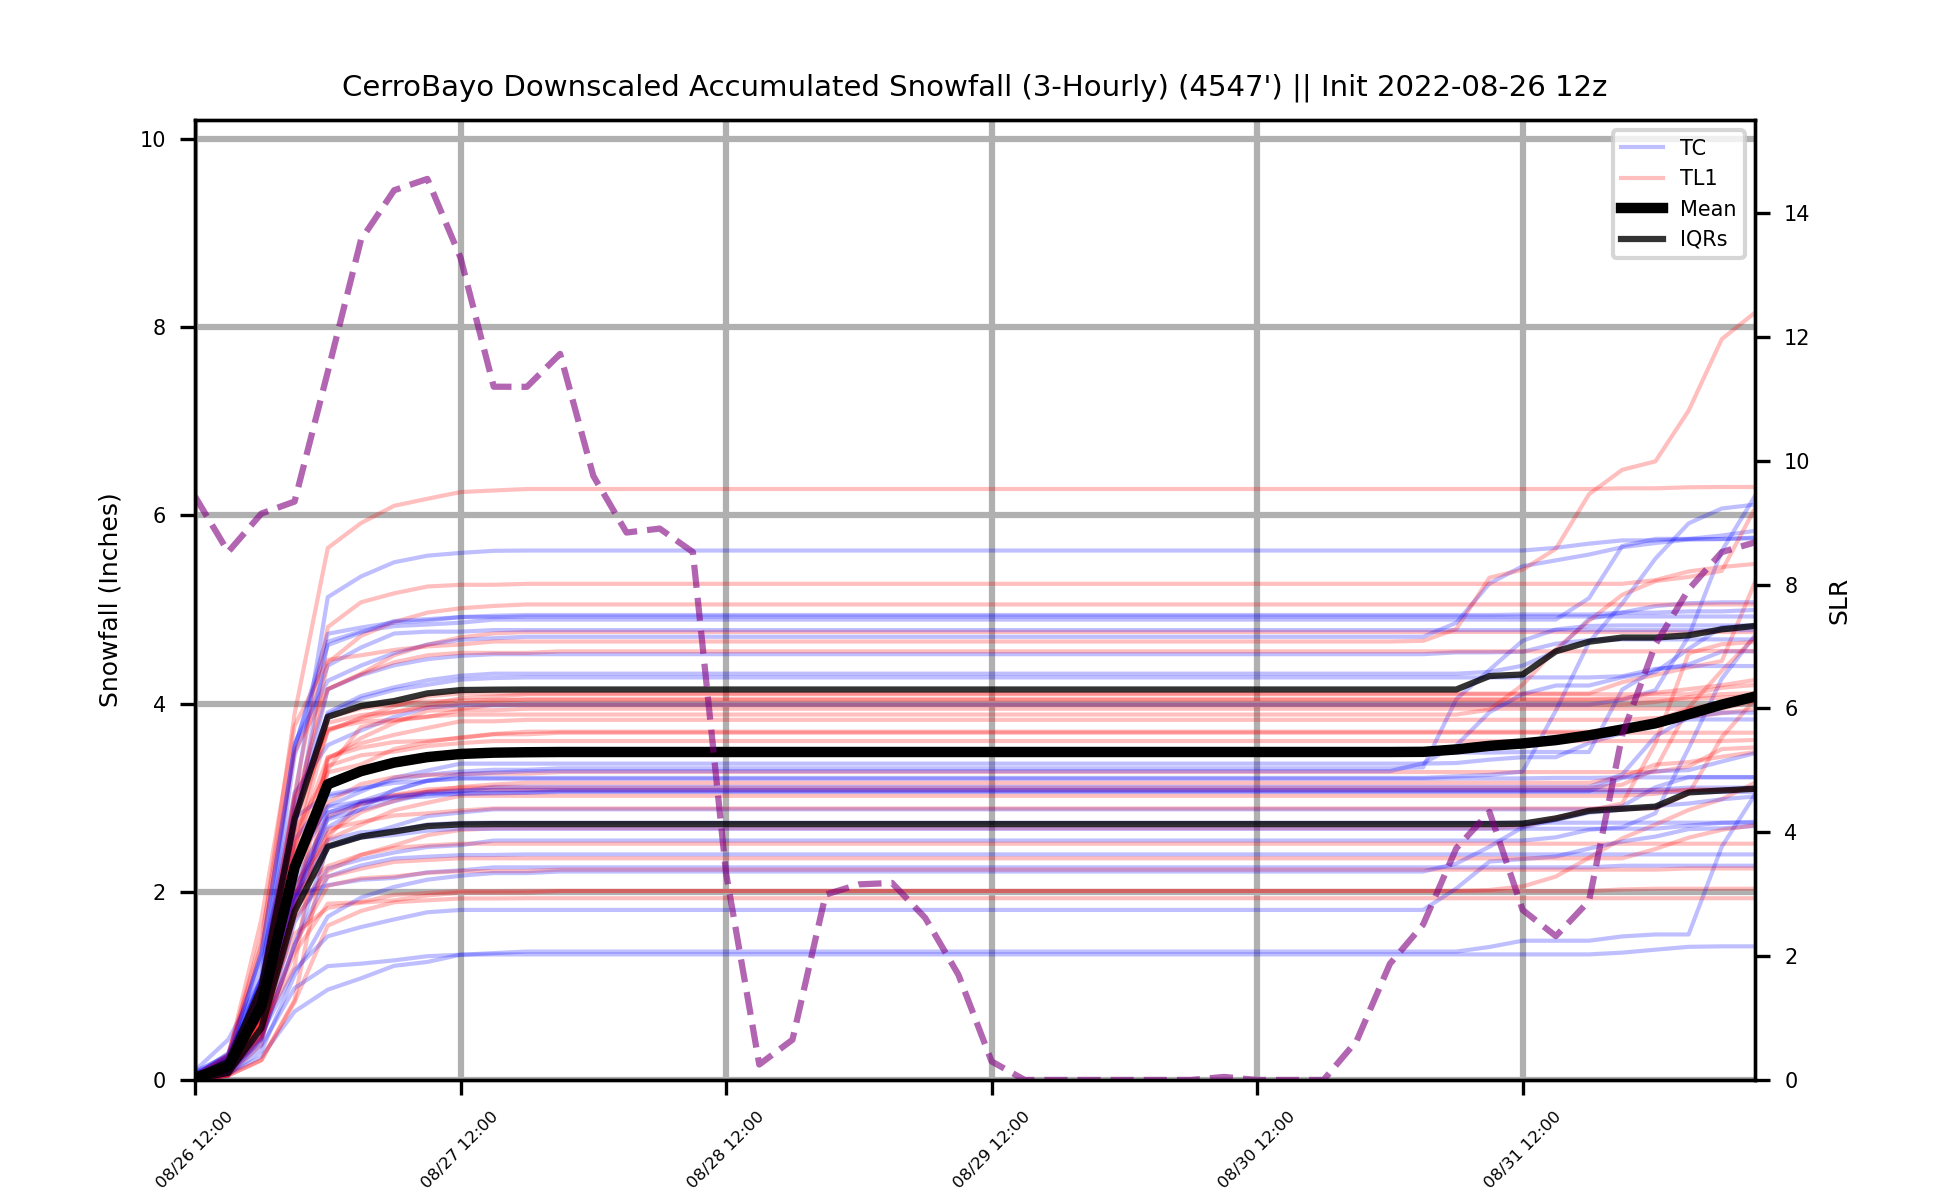 CerroBayo Downscaled Accumulated Snowfall (3-Hourly) (4547') || Init 2022-08-26 12z
TC
TL1
Mean
IQRs
Snowfall (Inches)
10
8
6
4
2
0
SLR
14
12
10
8
6
4
2
0
08/26 12:00
08/27 12:00
08/28 12:00
08/29 12:00
08/30 12:00
08/31 12:00